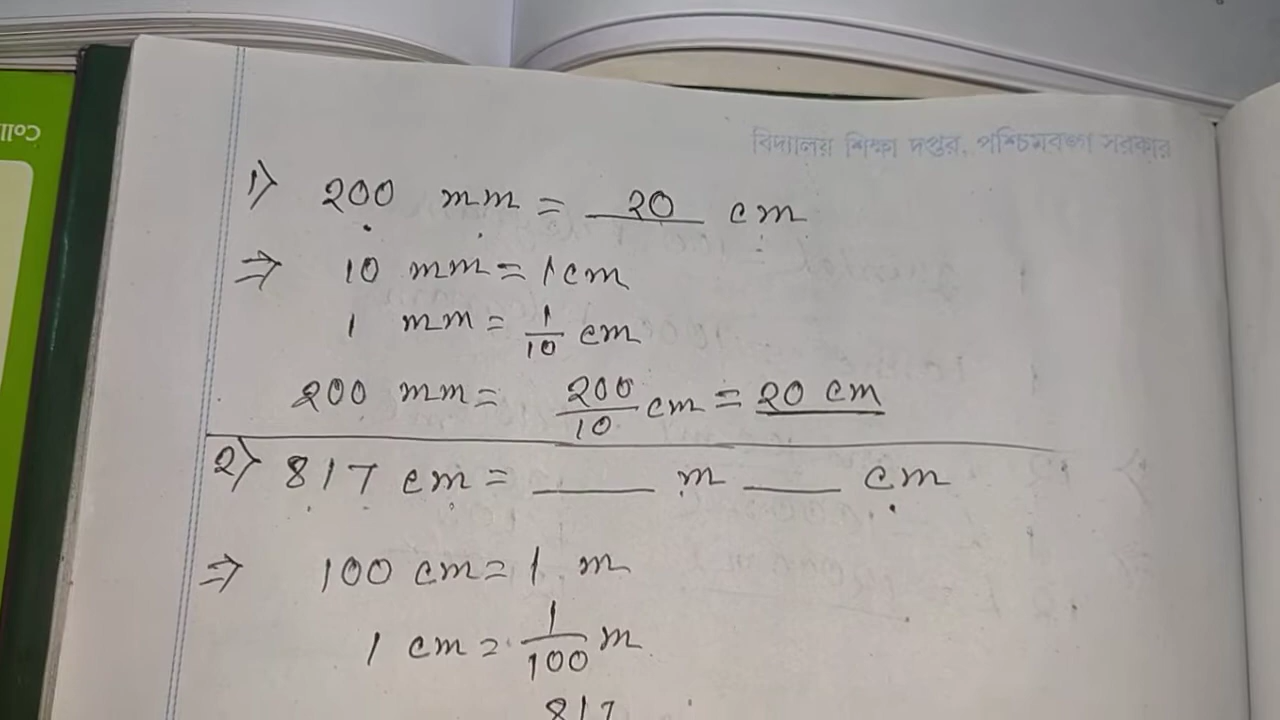 বিদ্যালয় শিক্ষা দপ্তর, পশ্চিমবঙ্গ সরকার
1) 200 mm = 20 cm
⇒ 10 mm = 1 cm
1 mm = 1/10 cm
200 mm = 200/10 cm = 20 cm
2) 817 cm = ____ m ____ cm
⇒ 100 cm = 1 m
1 cm = 1/100 m
817